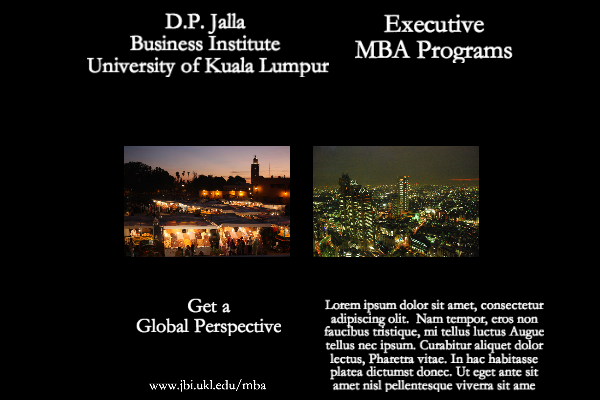 D.P. Jalla
Business Institute
University of Kuala Lumpur
Executive
MBA Programs
Get a
Global Perspective
www.jbi.ukl.edu/mba
Lorem ipsum dolor sit amet, consectetur
adipiscing olit. Nam tempor, eros non
faucibus tristique, mi tellus luctus Augue
tellus nec ipsum. Curabitur aliquet dolor
lectus, Pharetra vitae. In hac habitasse
platea dictumst donec. Ut eget ante sit
amet nisl pellentesque viverra sit ame